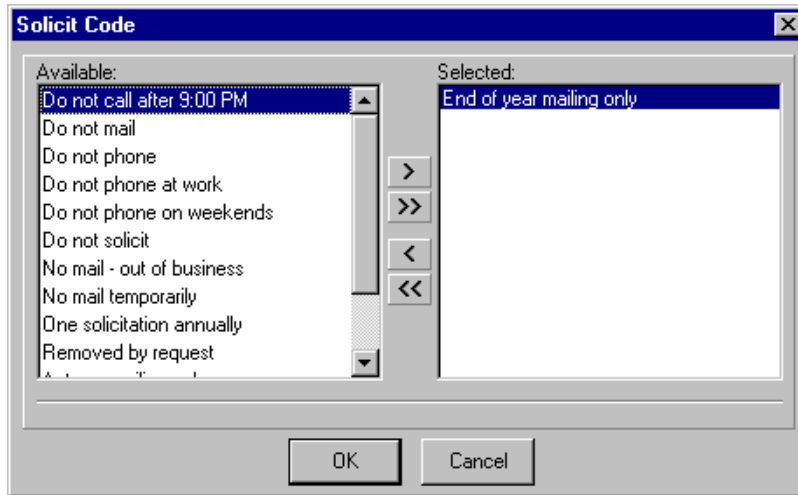 Solicit Code
Available:
Do not call after 9:00 PM
Do not mail
Do not phone
Do not phone at work
Do not phone on weekends
Do not solicit
No mail - out of business
No mail temporarily
One solicitation annually
Removed by request
>
>>
<
<<
Selected:
End of year mailing only
OK
Cancel